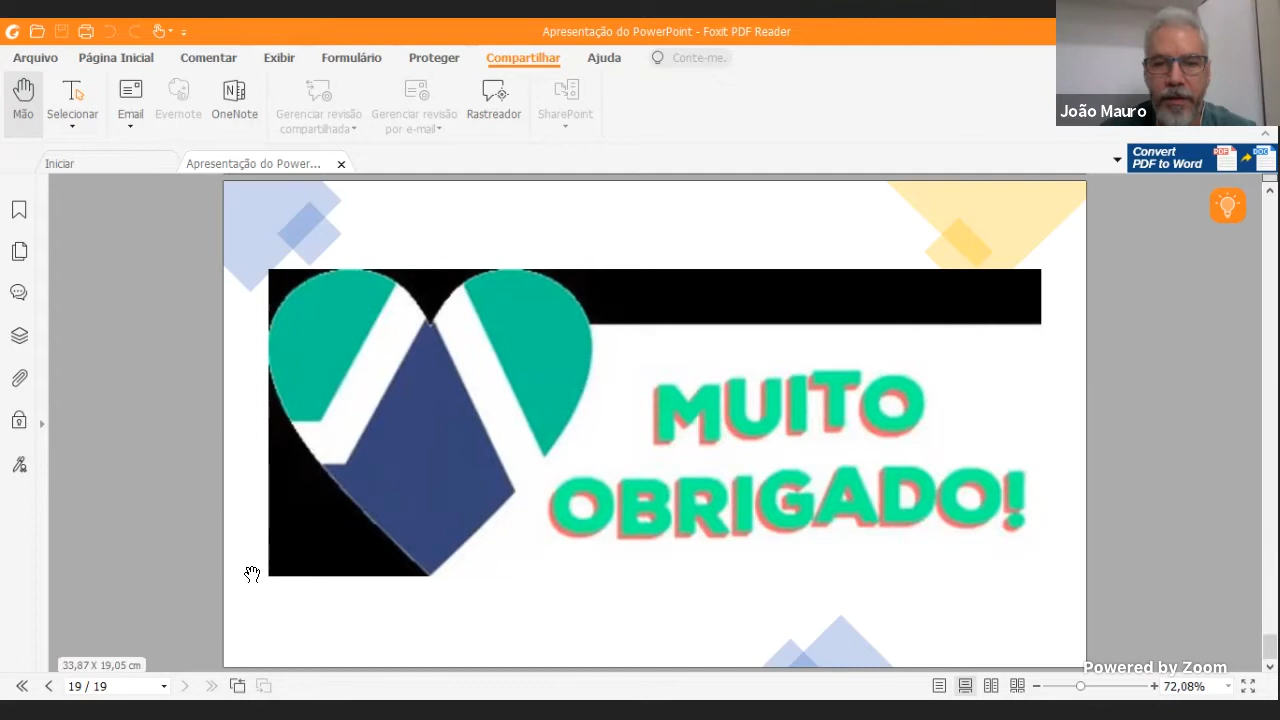 Apresentação do PowerPoint - Foxit PDF Reader
Arquivo Página Inicial Comentar Exibir Formulário Proteger Compartilhar Ajuda Conte-me.
Mão Selecionar Email Evernote OneNote Gerenciar revisão compartilhada Gerenciar revisão por e-mail Rastreador SharePoint
João Mauro
Iniciar Apresentação do Power...
Convert
PDF to Word
PDF DOC
MUITO
OBRIGADO!
33,87 X 19,05 cm
Powered by Zoom
19 / 19
72,08%